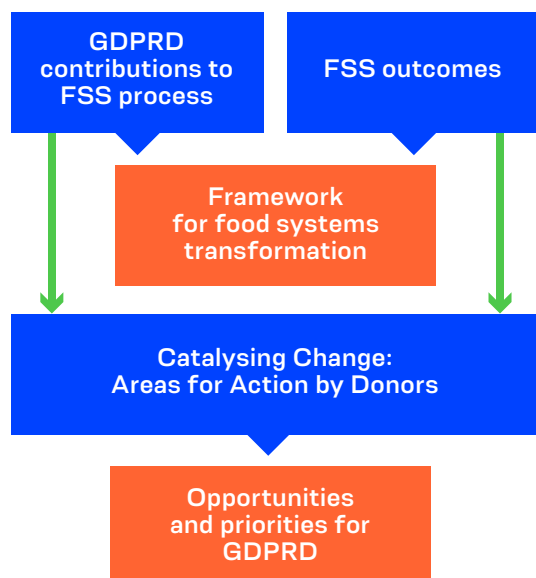 GDPRD
contributions to
FSS process
FSS outcomes
Framework
for food systems
transformation
Catalysing Change:
Areas for Action by Donors
Opportunities
and priorities for
GDPRD